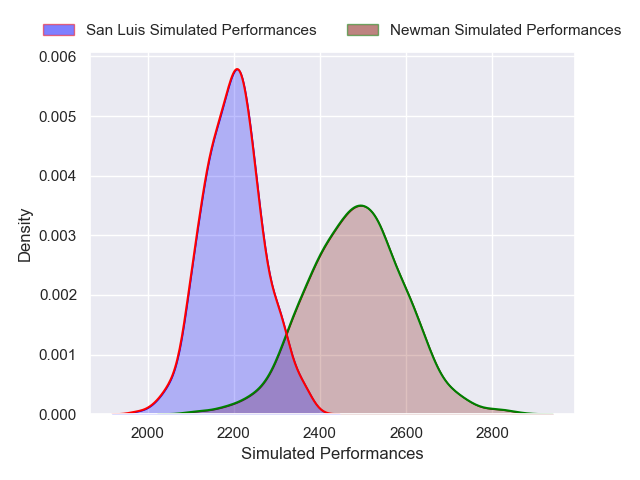 San Luis Simulated Performances
Newman Simulated Performances
0.006
0.005
0.004
0.003
0.002
0.001
0.000
Density
2000 2200 2400 2600 2800
Simulated Performances